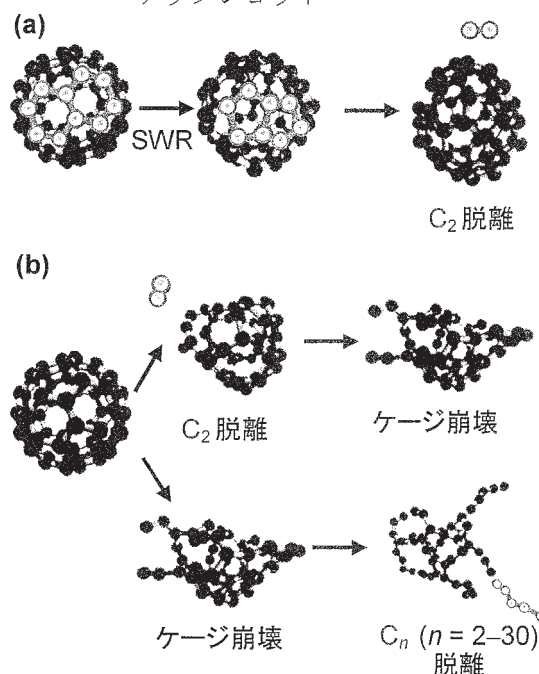 (a)
SWR
C₂ 脱離
(b)
C₂ 脱離
ケージ崩壊
ケージ崩壊
Cₙ (n = 2–30)
脱離